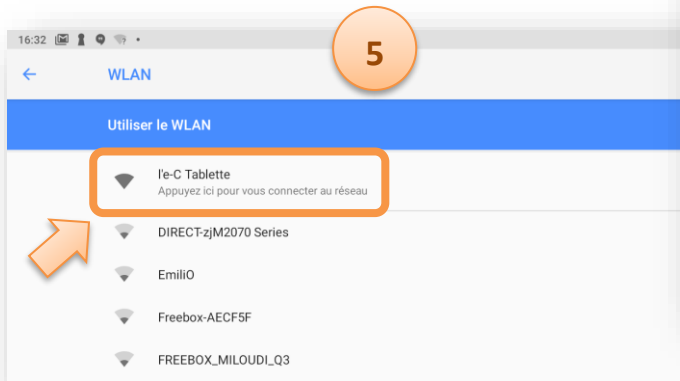 16:32
5
WLAN
Utiliser le WLAN
l'e-C Tablette
Appuyez ici pour vous connecter au réseau
DIRECT-zjM2070 Series
EmiliO
Freebox-AECF5F
FREEBOX_MILOUDI_Q3